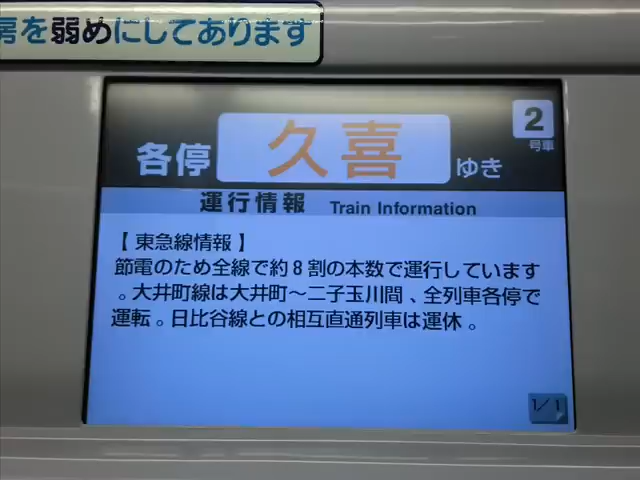 房を弱めにしてあります
各停 久喜 ゆき
2
号車
運行情報 Train Information
【 東急線情報 】
節電のため全線で約8割の本数で運行しています
。大井町線は大井町～二子玉川間、全列車各停で
運転。日比谷線との相互直通列車は運休。
1/1